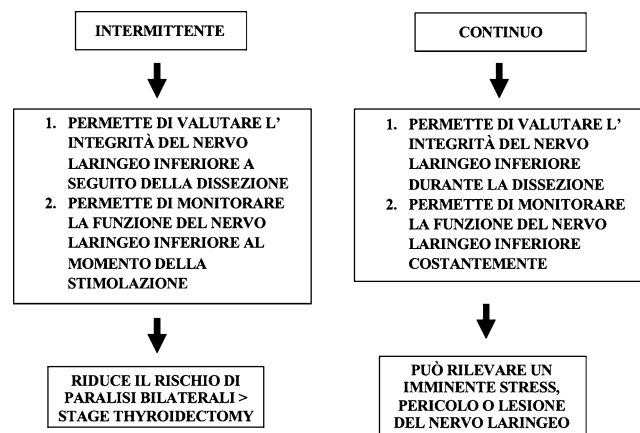 INTERMITTENTE
1. PERMETTE DI VALUTARE L'
INTEGRITÀ DEL NERVO
LARINGEO INFERIORE A
SEGUITO DELLA DISSEZIONE
2. PERMETTE DI MONITORARE
LA FUNZIONE DEL NERVO
LARINGEO INFERIORE AL
MOMENTO DELLA
STIMOLAZIONE
RIDUCE IL RISCHIO DI
PARALISI BILATERALI >
STAGE THYROIDECTOMY
CONTINUO
1. PERMETTE DI VALUTARE L'
INTEGRITÀ DEL NERVO
LARINGEO INFERIORE
DURANTE LA DISSEZIONE
2. PERMETTE DI MONITORARE
LA FUNZIONE DEL NERVO
LARINGEO INFERIORE
COSTANTEMENTE
PUÒ RILEVARE UN
IMMINENTE STRESS,
PERICOLO O LESIONE
DEL NERVO LARINGEO